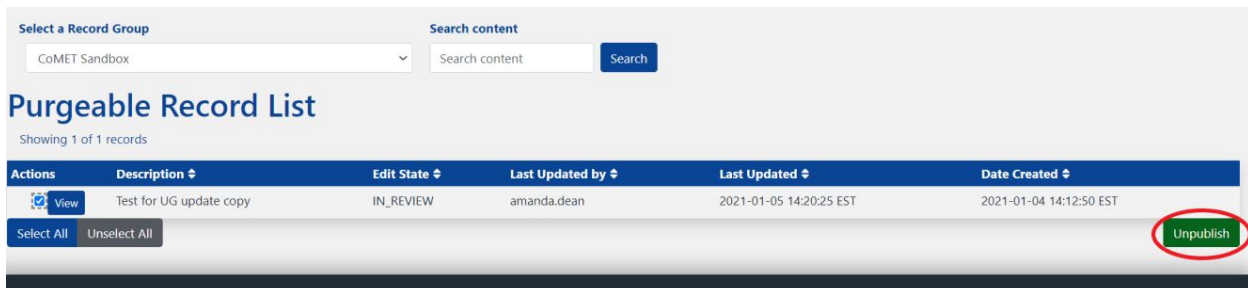 Select a Record Group Search content
CoMET Sandbox Search content Search
Purgeable Record List
Showing 1 of 1 records
Actions Description Edit State Last Updated by Last Updated Date Created
View Test for UG update copy IN_REVIEW amanda.dean 2021-01-05 14:20:25 EST 2021-01-04 14:12:50 EST
Select All Unselect All Unpublish